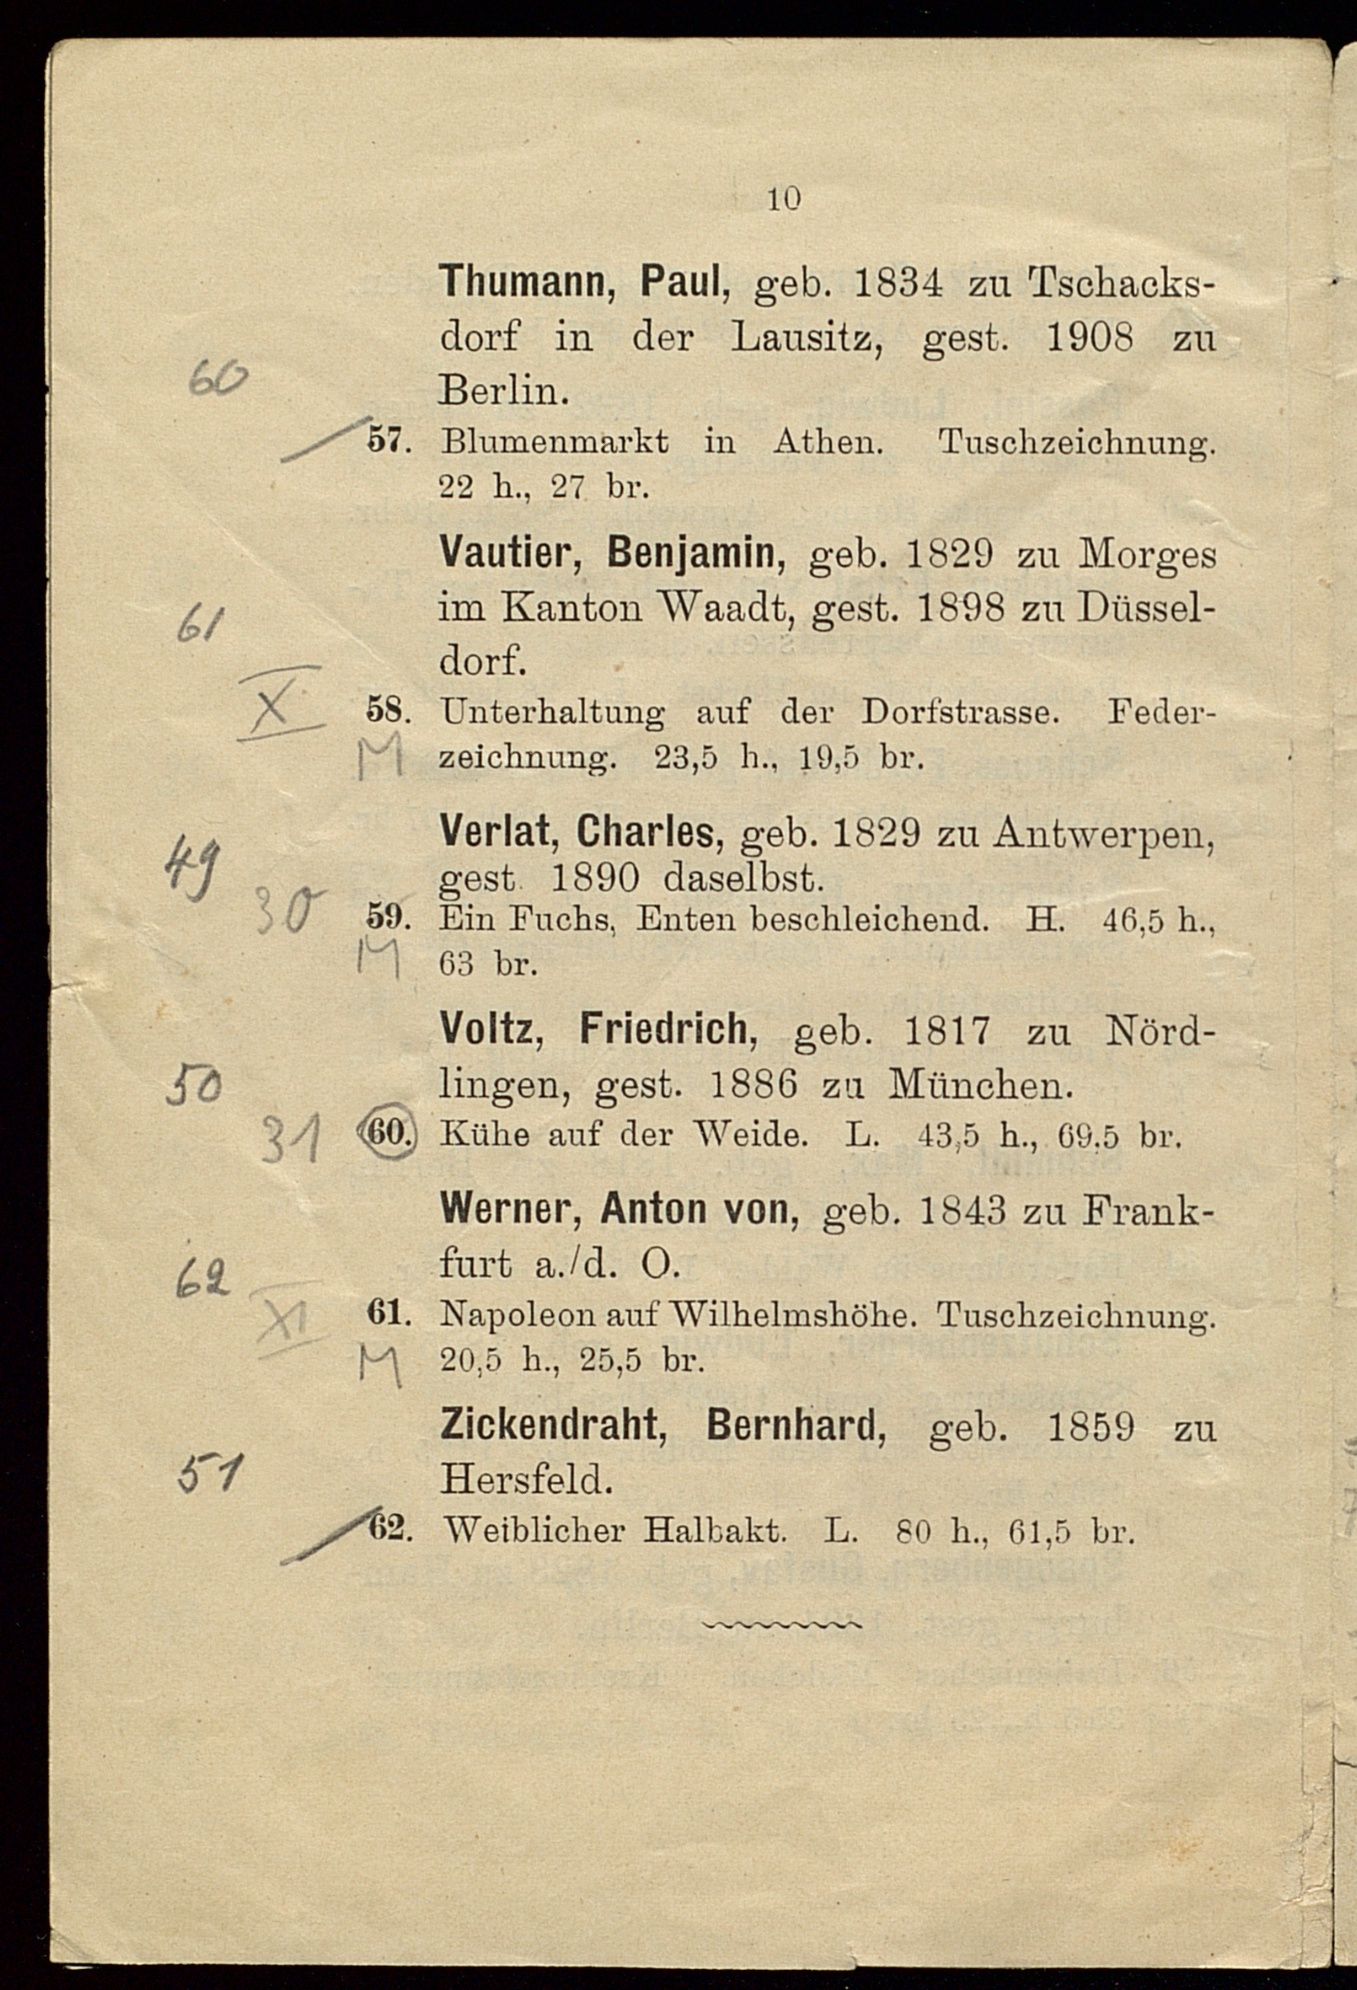 10
Thumann, Paul, geb. 1834 zu Tschacks-
dorf in der Lausitz, gest. 1908 zu
60
Berlin.
57. Blumenmarkt in Athen. Tuschzeichnung.
22 h., 27 br.
Vautier, Benjamin, geb. 1829 zu Morges
61
im Kanton Waadt, gest. 1898 zu Düssel-
dorf.
X 58. Unterhaltung auf der Dorfstrasse. Feder-
M zeichnung. 23,5 h., 19,5 br.
Verlat, Charles, geb. 1829 zu Antwerpen,
49 gest. 1890 daselbst.
30 59. Ein Fuchs, Enten beschleichend. H. 46,5 h.,
M 63 br.
Voltz, Friedrich, geb. 1817 zu Nörd-
50 lingen, gest. 1886 zu München.
31 60. Kühe auf der Weide. L. 43,5 h., 69.5 br.
Werner, Anton von, geb. 1843 zu Frank-
62 furt a./d. O.
XI 61. Napoleon auf Wilhelmshöhe. Tuschzeichnung.
M 20,5 h., 25,5 br.
Zickendraht, Bernhard, geb. 1859 zu
51 Hersfeld.
62. Weiblicher Halbakt. L. 80 h., 61,5 br.